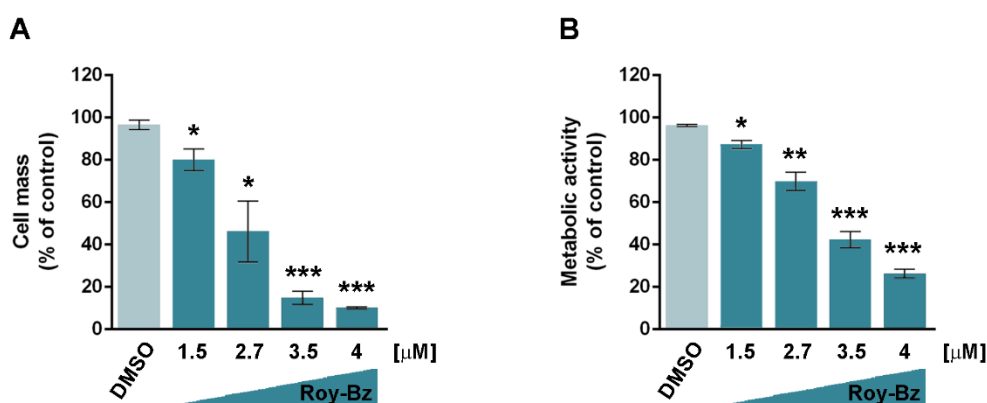 A
Cell mass
(% of control)
120
100
80
60
40
20
0
*
*
***
***
DMSO
1.5
2.7
3.5
4
[µM]
Roy-Bz
B
Metabolic activity
(% of control)
120
100
80
60
40
20
0
*
**
***
***
DMSO
1.5
2.7
3.5
4
[µM]
Roy-Bz